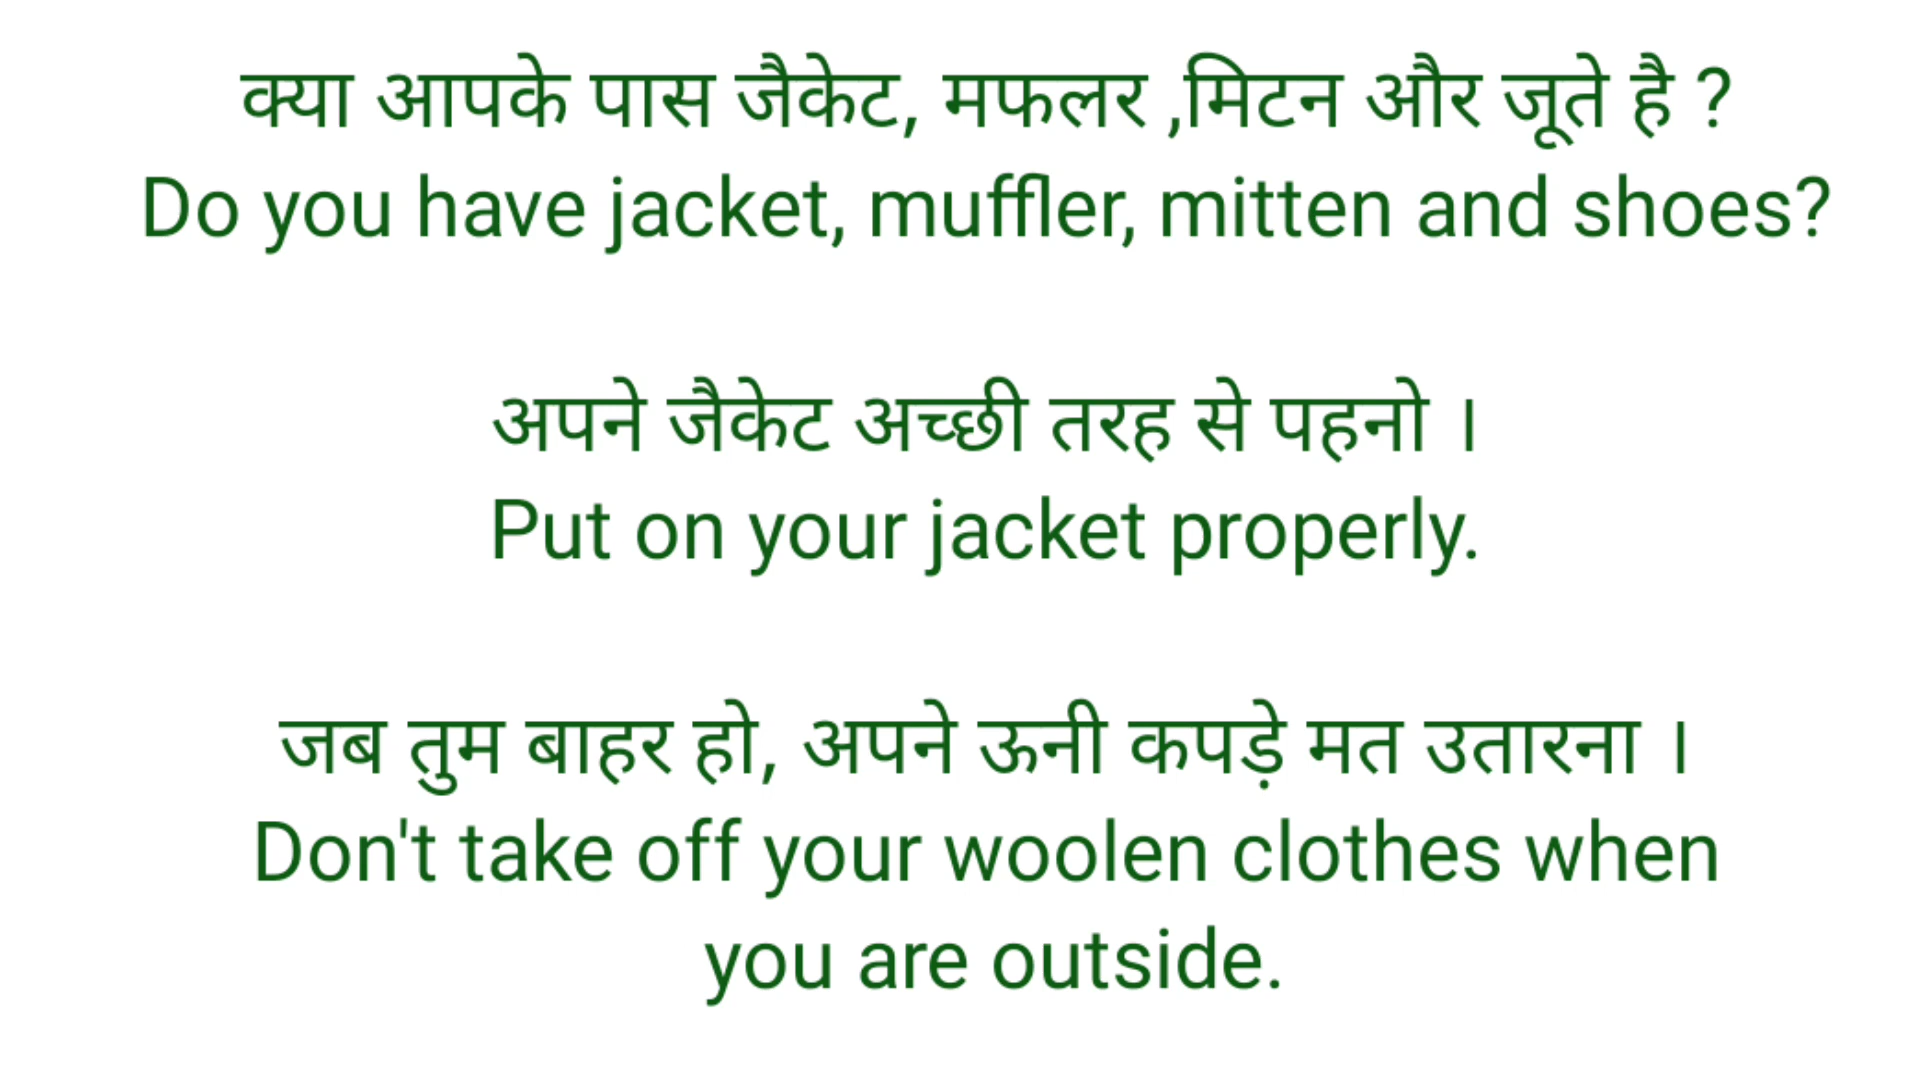 क्या आपके पास जैकेट, मफलर ,मिटन और जूते है ?
Do you have jacket, muffler, mitten and shoes?
अपने जैकेट अच्छी तरह से पहनो ।
Put on your jacket properly.
जब तुम बाहर हो, अपने ऊनी कपड़े मत उतारना ।
Don't take off your woolen clothes when
you are outside.